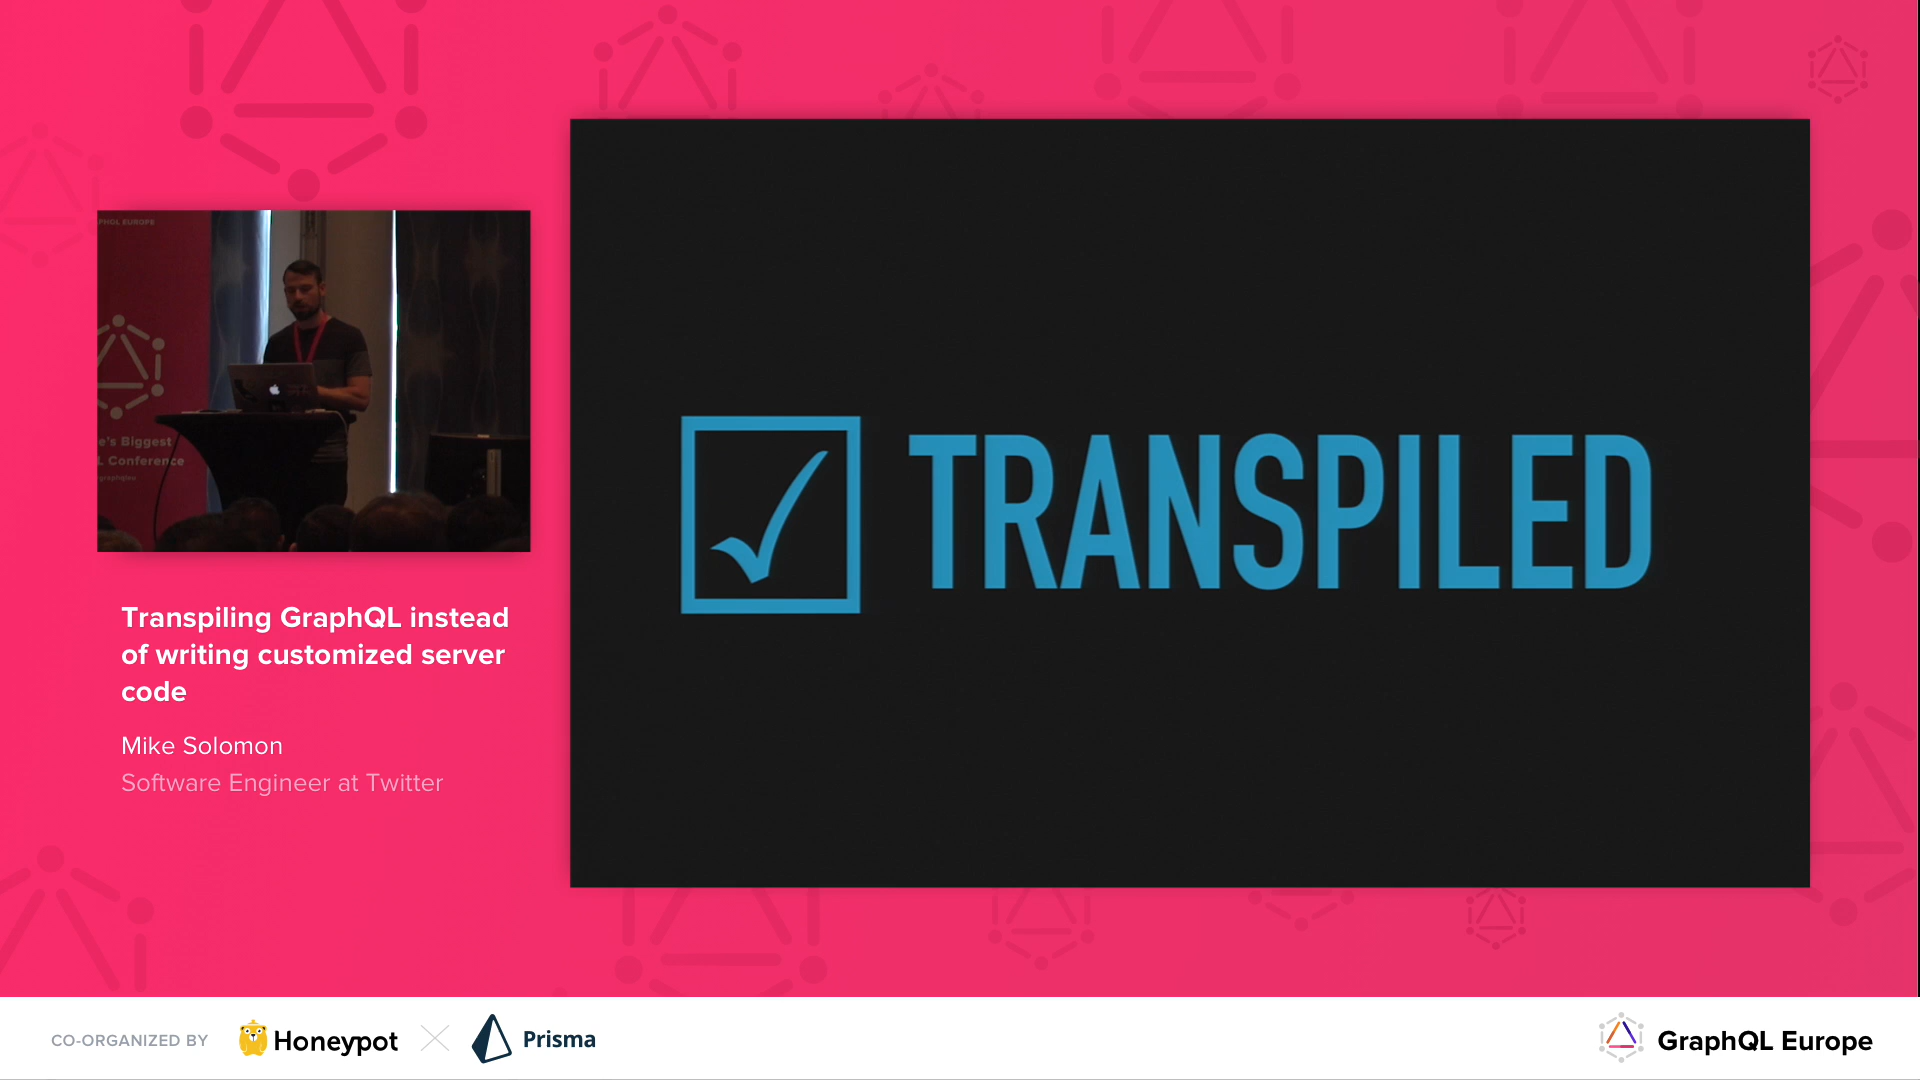 TRANSPILED
e's Biggest
L Conference
Transpiling GraphQL instead
of writing customized server
code
Mike Solomon
Software Engineer at Twitter
CO-ORGANIZED BY
Honeypot
Prisma
GraphQL Europe